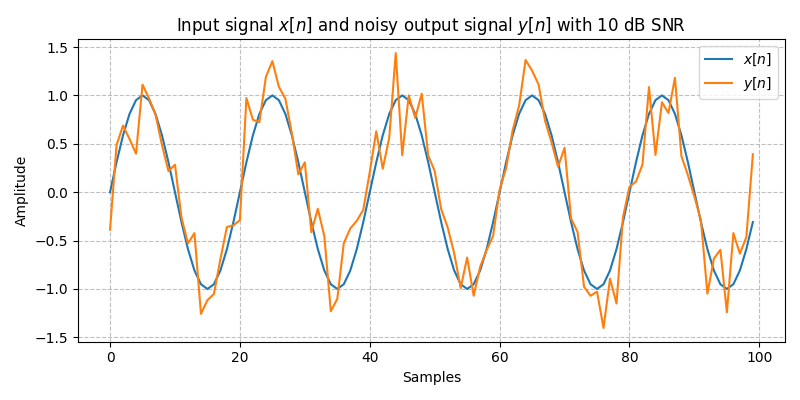 Input signal x[n] and noisy output signal y[n] with 10 dB SNR
x[n]
y[n]
Amplitude
1.5
1.0
0.5
0.0
−0.5
−1.0
−1.5
0 20 40 60 80 100
Samples